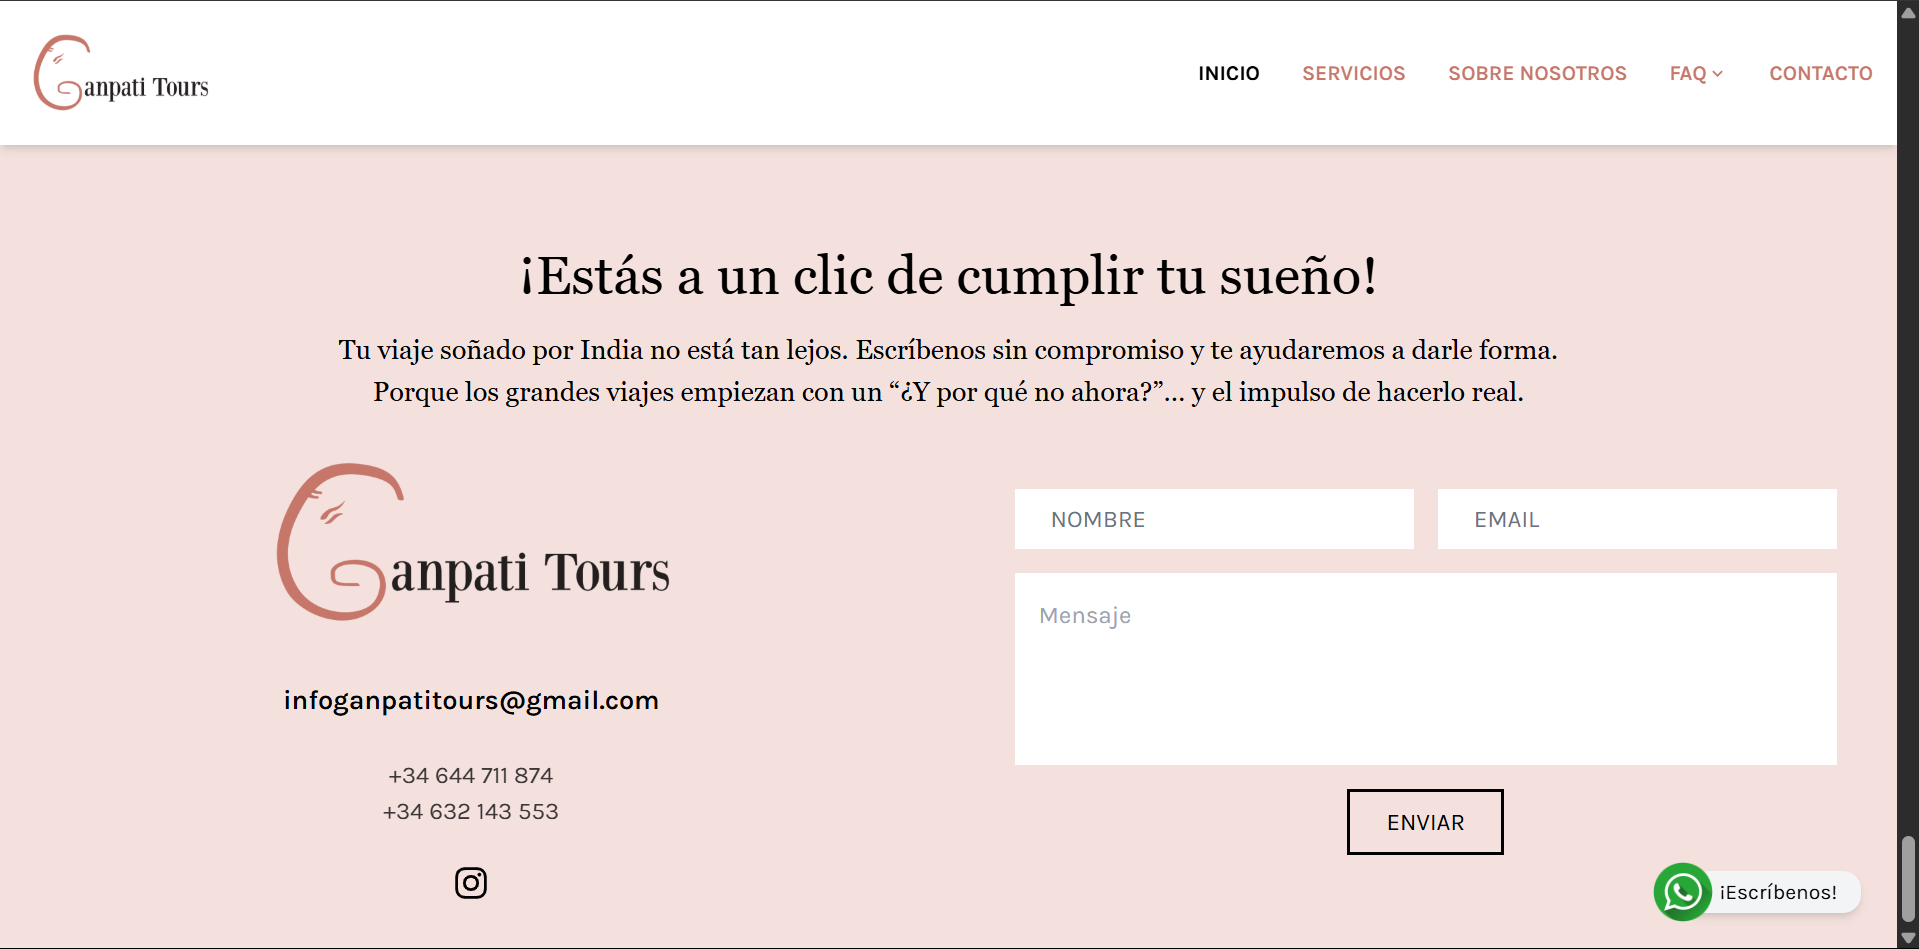 Ganpati Tours
INICIO
SERVICIOS
SOBRE NOSOTROS
FAQ
CONTACTO
¡Estás a un clic de cumplir tu sueño!
Tu viaje soñado por India no está tan lejos. Escríbenos sin compromiso y te ayudaremos a darle forma.
Porque los grandes viajes empiezan con un “¿Y por qué no ahora?”... y el impulso de hacerlo real.
Ganpati Tours
infoganpatitours@gmail.com
+34 644 711 874
+34 632 143 553
NOMBRE
EMAIL
Mensaje
ENVIAR
¡Escríbenos!